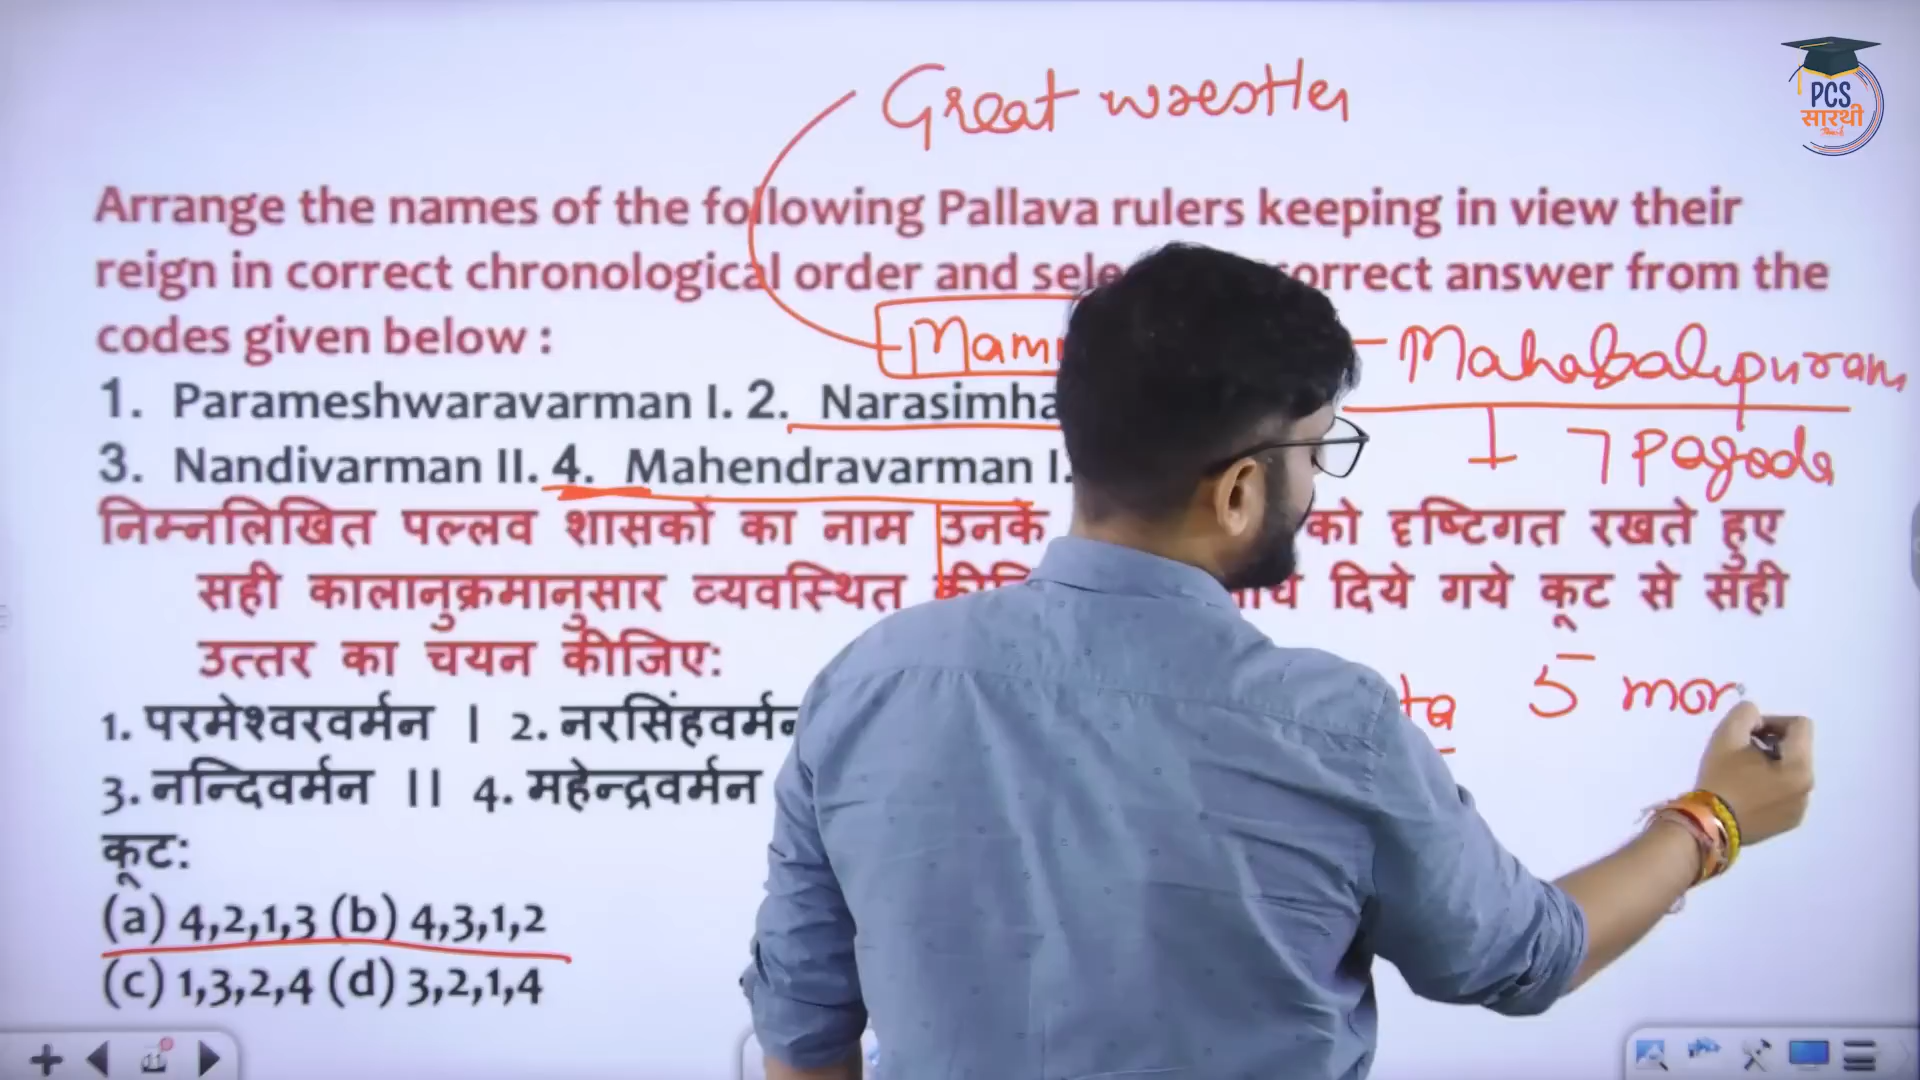 PCS
सारथी
Great wrestler
Arrange the names of the following Pallava rulers keeping in view their
reign in correct chronological order and correct answer from the
codes given below :
Mahabalipuram
1. Parameshwaravarman I. 2. Narasimha
7 Pagoda
3. Nandivarman II. 4. Mahendravarman I.
निम्नलिखित पल्लव शासकों का नाम उनके को दृष्टिगत रखते हुए
सही कालानुक्रमानुसार व्यवस्थित दिये गये कूट से सही
उत्तर का चयन कीजिए:
5 mon
1. परमेश्वरवर्मन I 2. नरसिंहवर्मन
3. नन्दिवर्मन II 4. महेन्द्रवर्मन
कूट:
(a) 4,2,1,3 (b) 4,3,1,2
(c) 1,3,2,4 (d) 3,2,1,4
11